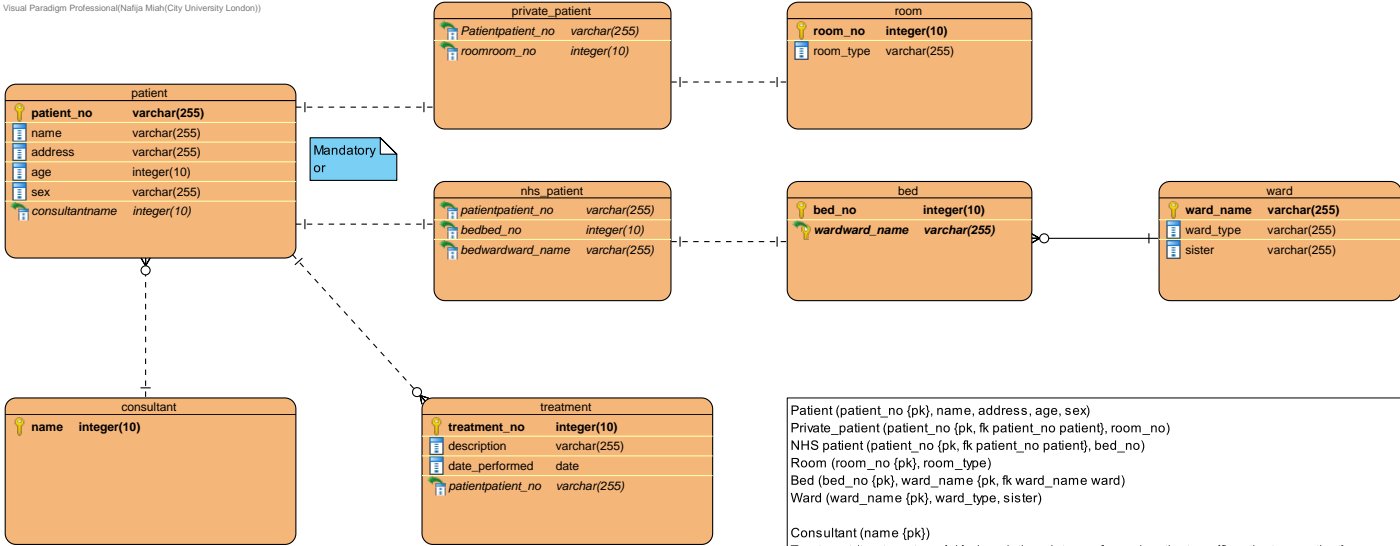 Visual Paradigm Professional(Nafija Miah(City University London))
private_patient
Patientpatient_no varchar(255)
roomroom_no integer(10)
room
room_no integer(10)
room_type varchar(255)
patient
patient_no varchar(255)
name varchar(255)
address varchar(255)
age integer(10)
sex varchar(255)
consultantname integer(10)
Mandatory
or
nhs_patient
patientpatient_no varchar(255)
bedbed_no integer(10)
bedwardward_name varchar(255)
bed
bed_no integer(10)
wardward_name varchar(255)
ward
ward_name varchar(255)
ward_type varchar(255)
sister varchar(255)
consultant
name integer(10)
treatment
treatment_no integer(10)
description varchar(255)
date_performed date
patientpatient_no varchar(255)
Patient (patient_no {pk}, name, address, age, sex)
Private_patient (patient_no {pk, fk patient_no patient}, room_no)
NHS patient (patient_no {pk, fk patient_no patient}, bed_no)
Room (room_no {pk}, room_type)
Bed (bed_no {pk}, ward_name {pk, fk ward_name ward)
Ward (ward_name {pk}, ward_type, sister)
Consultant (name {pk})